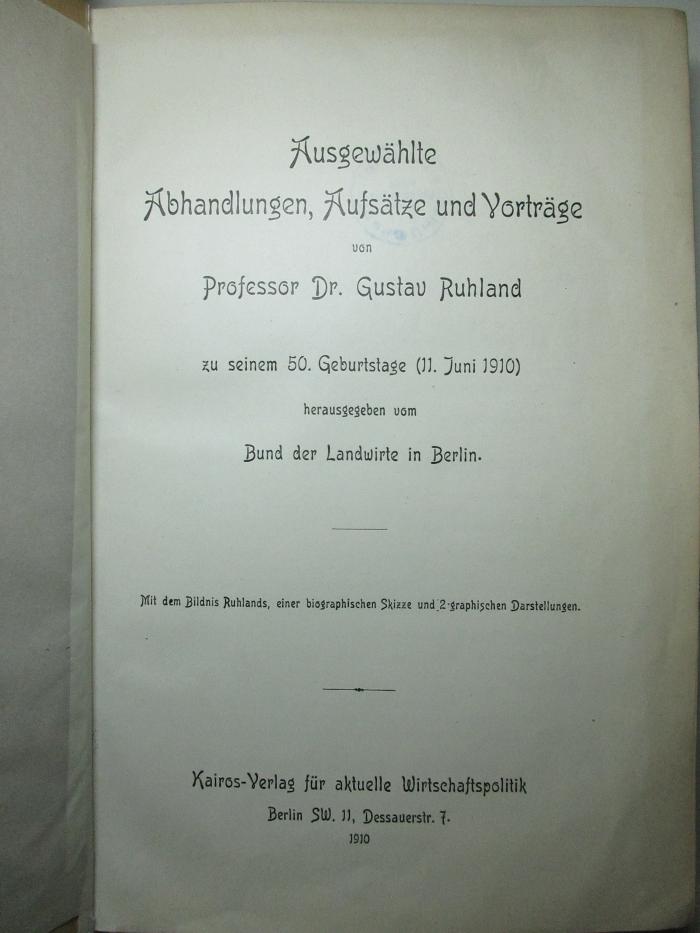 Ausgewählte
Abhandlungen, Aufsätze und Vorträge
von
Professor Dr. Gustav Ruhland
zu seinem 50. Geburtstage (11. Juni 1910)
herausgegeben vom
Bund der Landwirte in Berlin.
Mit dem Bildnis Ruhlands, einer biographischen Skizze und 2 graphischen Darstellungen.
Kairos-Verlag für aktuelle Wirtschaftspolitik
Berlin SW. 11, Dessauerstr. 7.
1910